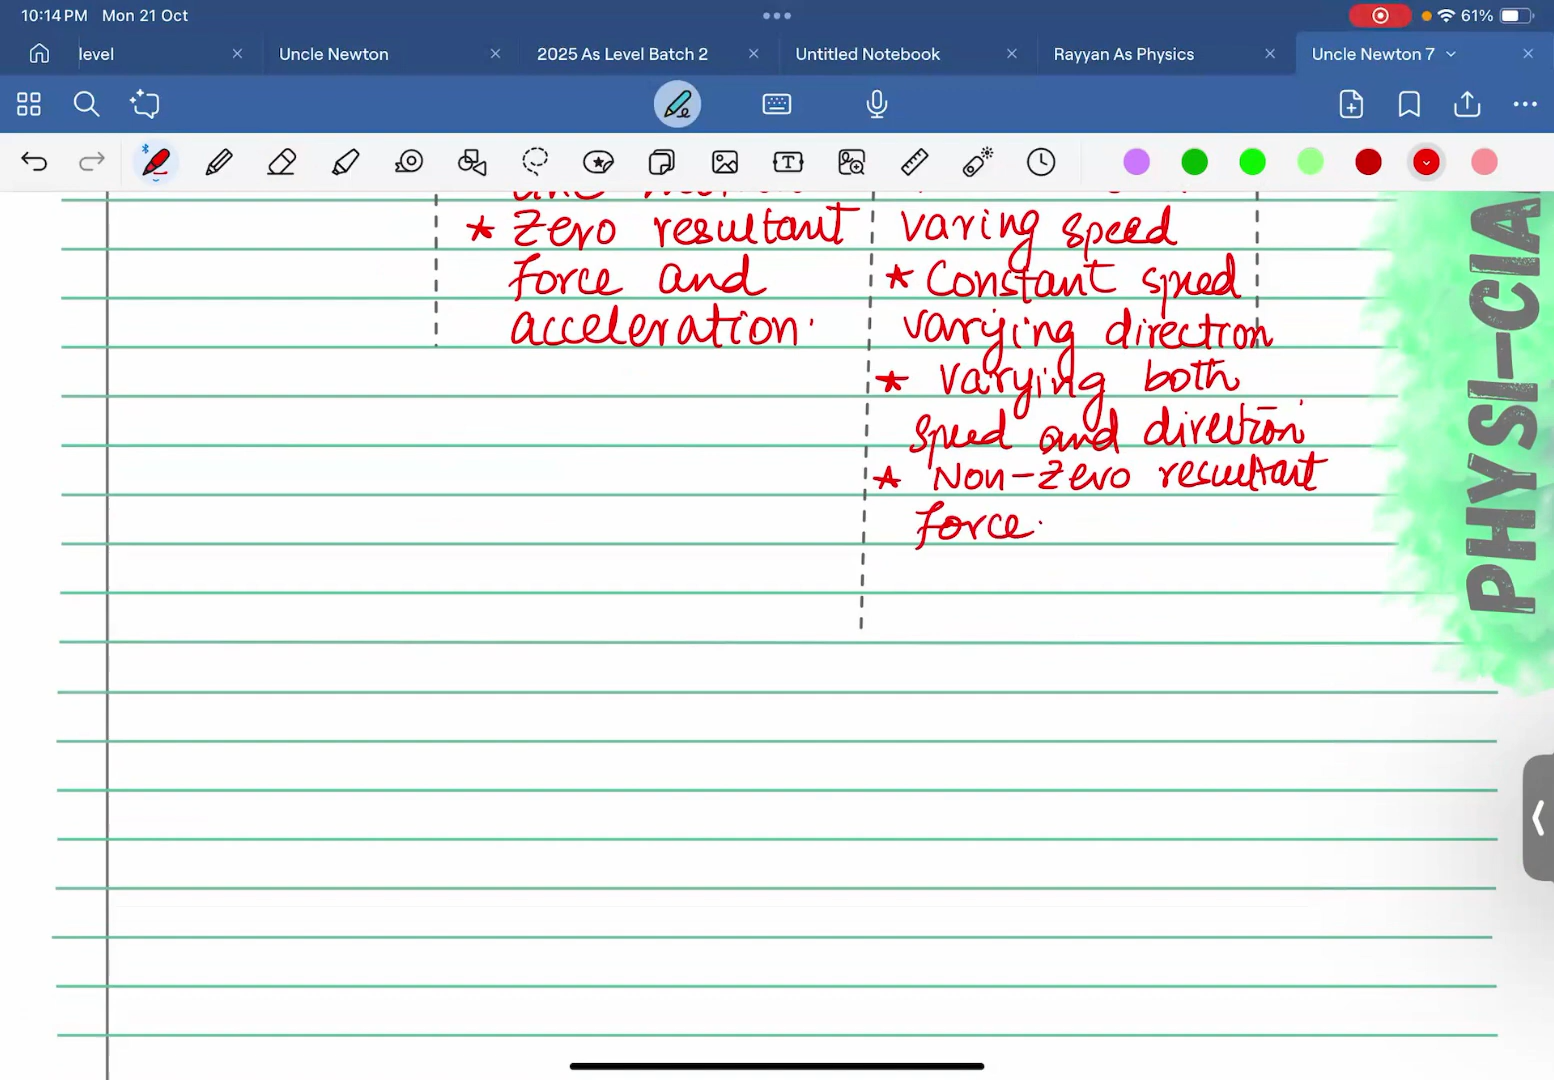 10:14 PM Mon 21 Oct
61%
level
Uncle Newton
2025 As Level Batch 2
Untitled Notebook
Rayyan As Physics
Uncle Newton 7
* Zero resultant
force and
acceleration.
varing speed
* Constant speed
varying direction
* varying both
speed and direction
* Non-zero resultant
force.
PHYSI-CIA